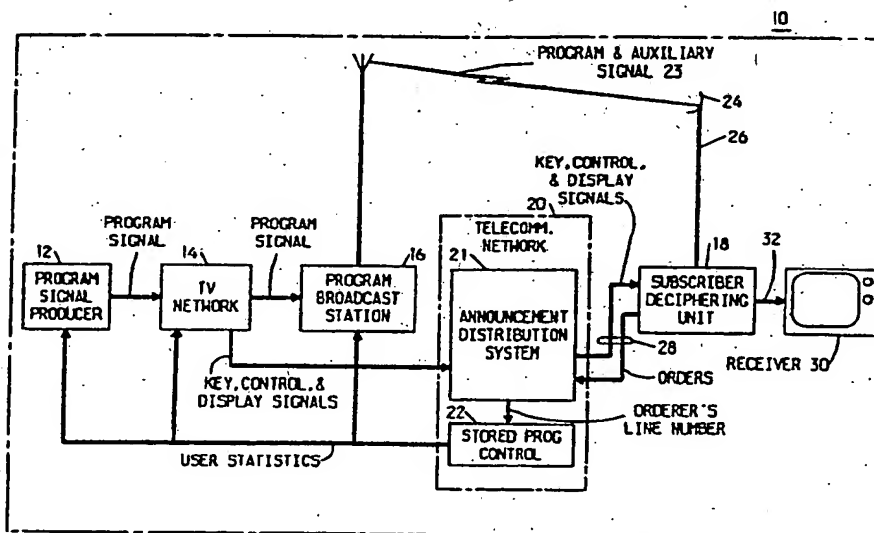 10
PROGRAM & AUXILIARY
SIGNAL 23
24
26
KEY, CONTROL,
& DISPLAY
SIGNALS
20
TELECOMM.
NETWORK
PROGRAM
SIGNAL
PROGRAM
SIGNAL
12
PROGRAM
SIGNAL
PRODUCER
14
TV
NETWORK
16
PROGRAM
BROADCAST
STATION
21
ANNOUNCEMENT
DISTRIBUTION
SYSTEM
18
SUBSCRIBER
DECIPHERING
UNIT
32
RECEIVER 30
28
ORDERS
KEY, CONTROL, &
DISPLAY SIGNALS
22
STORED PROG
CONTROL
ORDERER'S
LINE NUMBER
USER STATISTICS